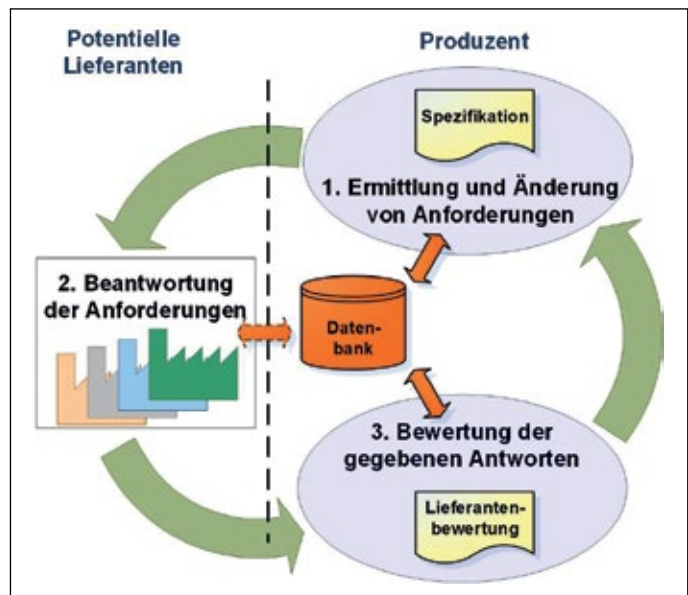 Potentielle
Lieferanten
Produzent
Spezifikation
1. Ermittlung und Änderung
von Anforderungen
2. Beantwortung
der Anforderungen
Daten-
bank
3. Bewertung der
gegebenen Antworten
Lieferanten-
bewertung